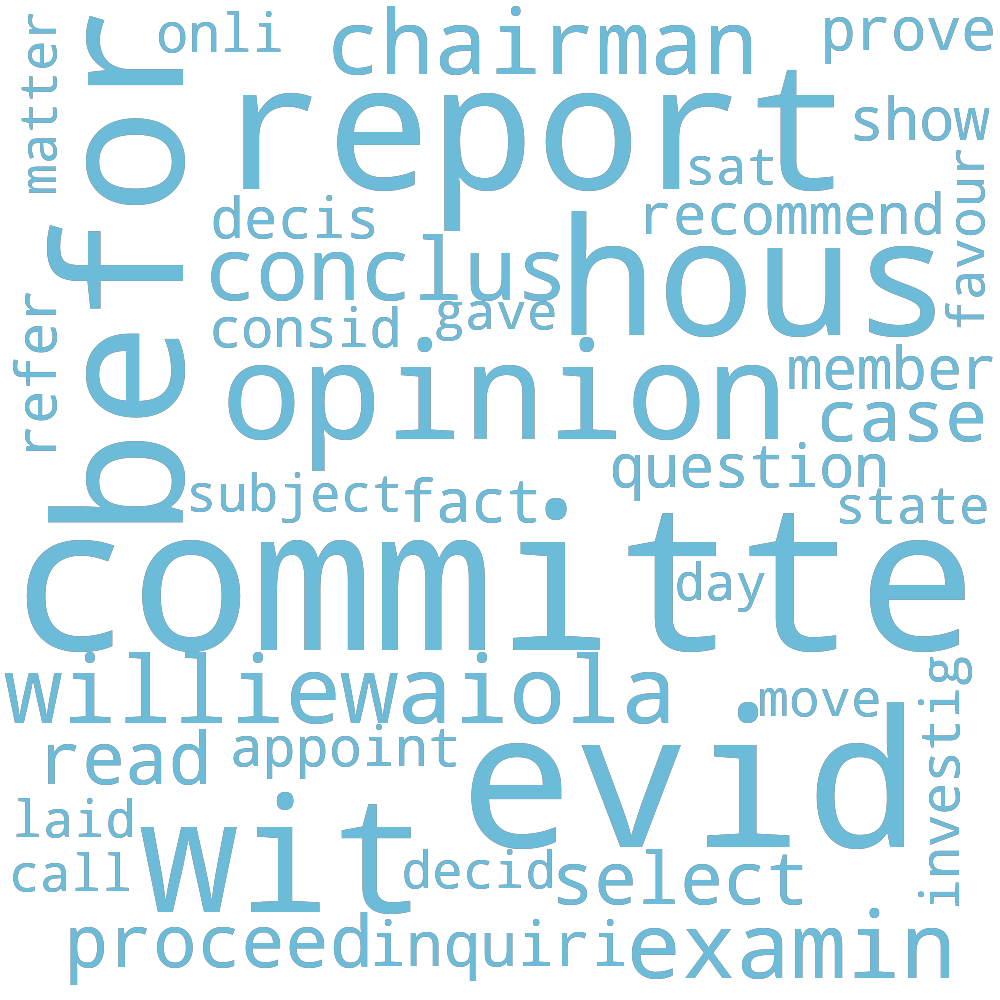 onli
chairman
prove
matter
befor
report
show
sat
favour
decis
recommend
conclus
hous
gave
consid
refer
opinion
member
case
question
subject
fact
state
committe
day
williewaiola
move
investig
read
appoint
evid
laid
wit
call
decid
select
proceed
inquiri
examin